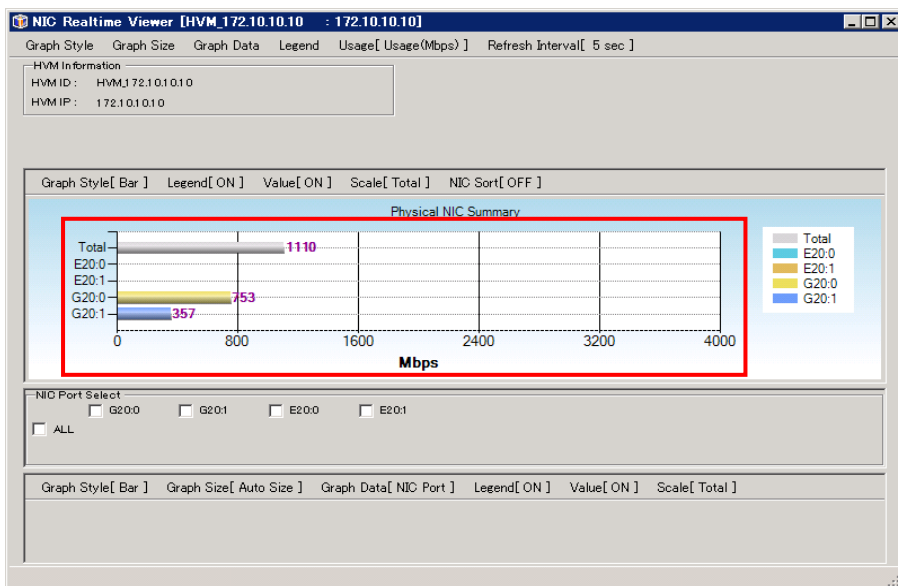 NIC Realtime Viewer [HVM_172.10.10.10 : 172.10.10.10]
Graph Style Graph Size Graph Data Legend Usage[ Usage(Mbps) ] Refresh Interval[ 5 sec ]
HVM Information
HVM ID : HVM_172.10.10.10
HVM IP : 172.10.10.10
Graph Style[ Bar ] Legend[ ON ] Value[ ON ] Scale[ Total ] NIC Sort[ OFF ]
Physical NIC Summary
Total 1110
E20:0
E20:1
G20:0 753
G20:1 357
0 800 1600 2400 3200 4000
Mbps
Total
E20:0
E20:1
G20:0
G20:1
NIC Port Select
G20:0 G20:1 E20:0 E20:1
ALL
Graph Style[ Bar ] Graph Size[ Auto Size ] Graph Data[ NIC Port ] Legend[ ON ] Value[ ON ] Scale[ Total ]